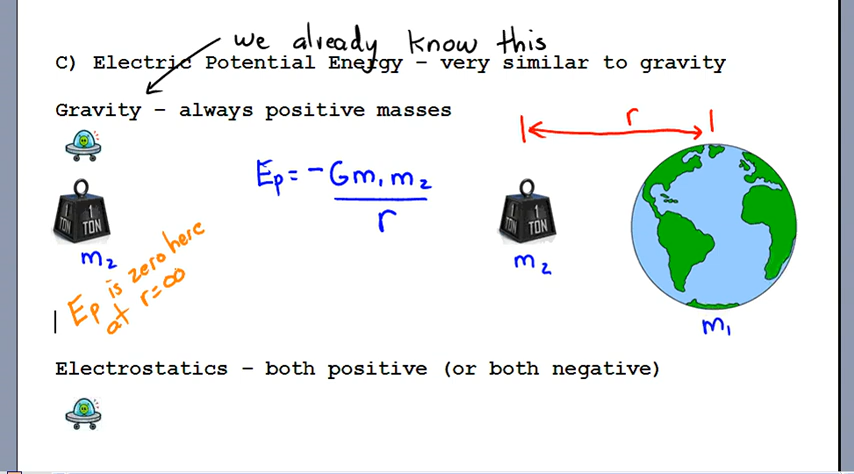 we already know this
C) Electric Potential Energy – very similar to gravity
Gravity – always positive masses
r
Ep = - Gm₁m₂
r
1
TON
1
TON
1
TON
1
TON
m₂
m₂
Ep is zero here
at r=∞
m₁
Electrostatics – both positive (or both negative)